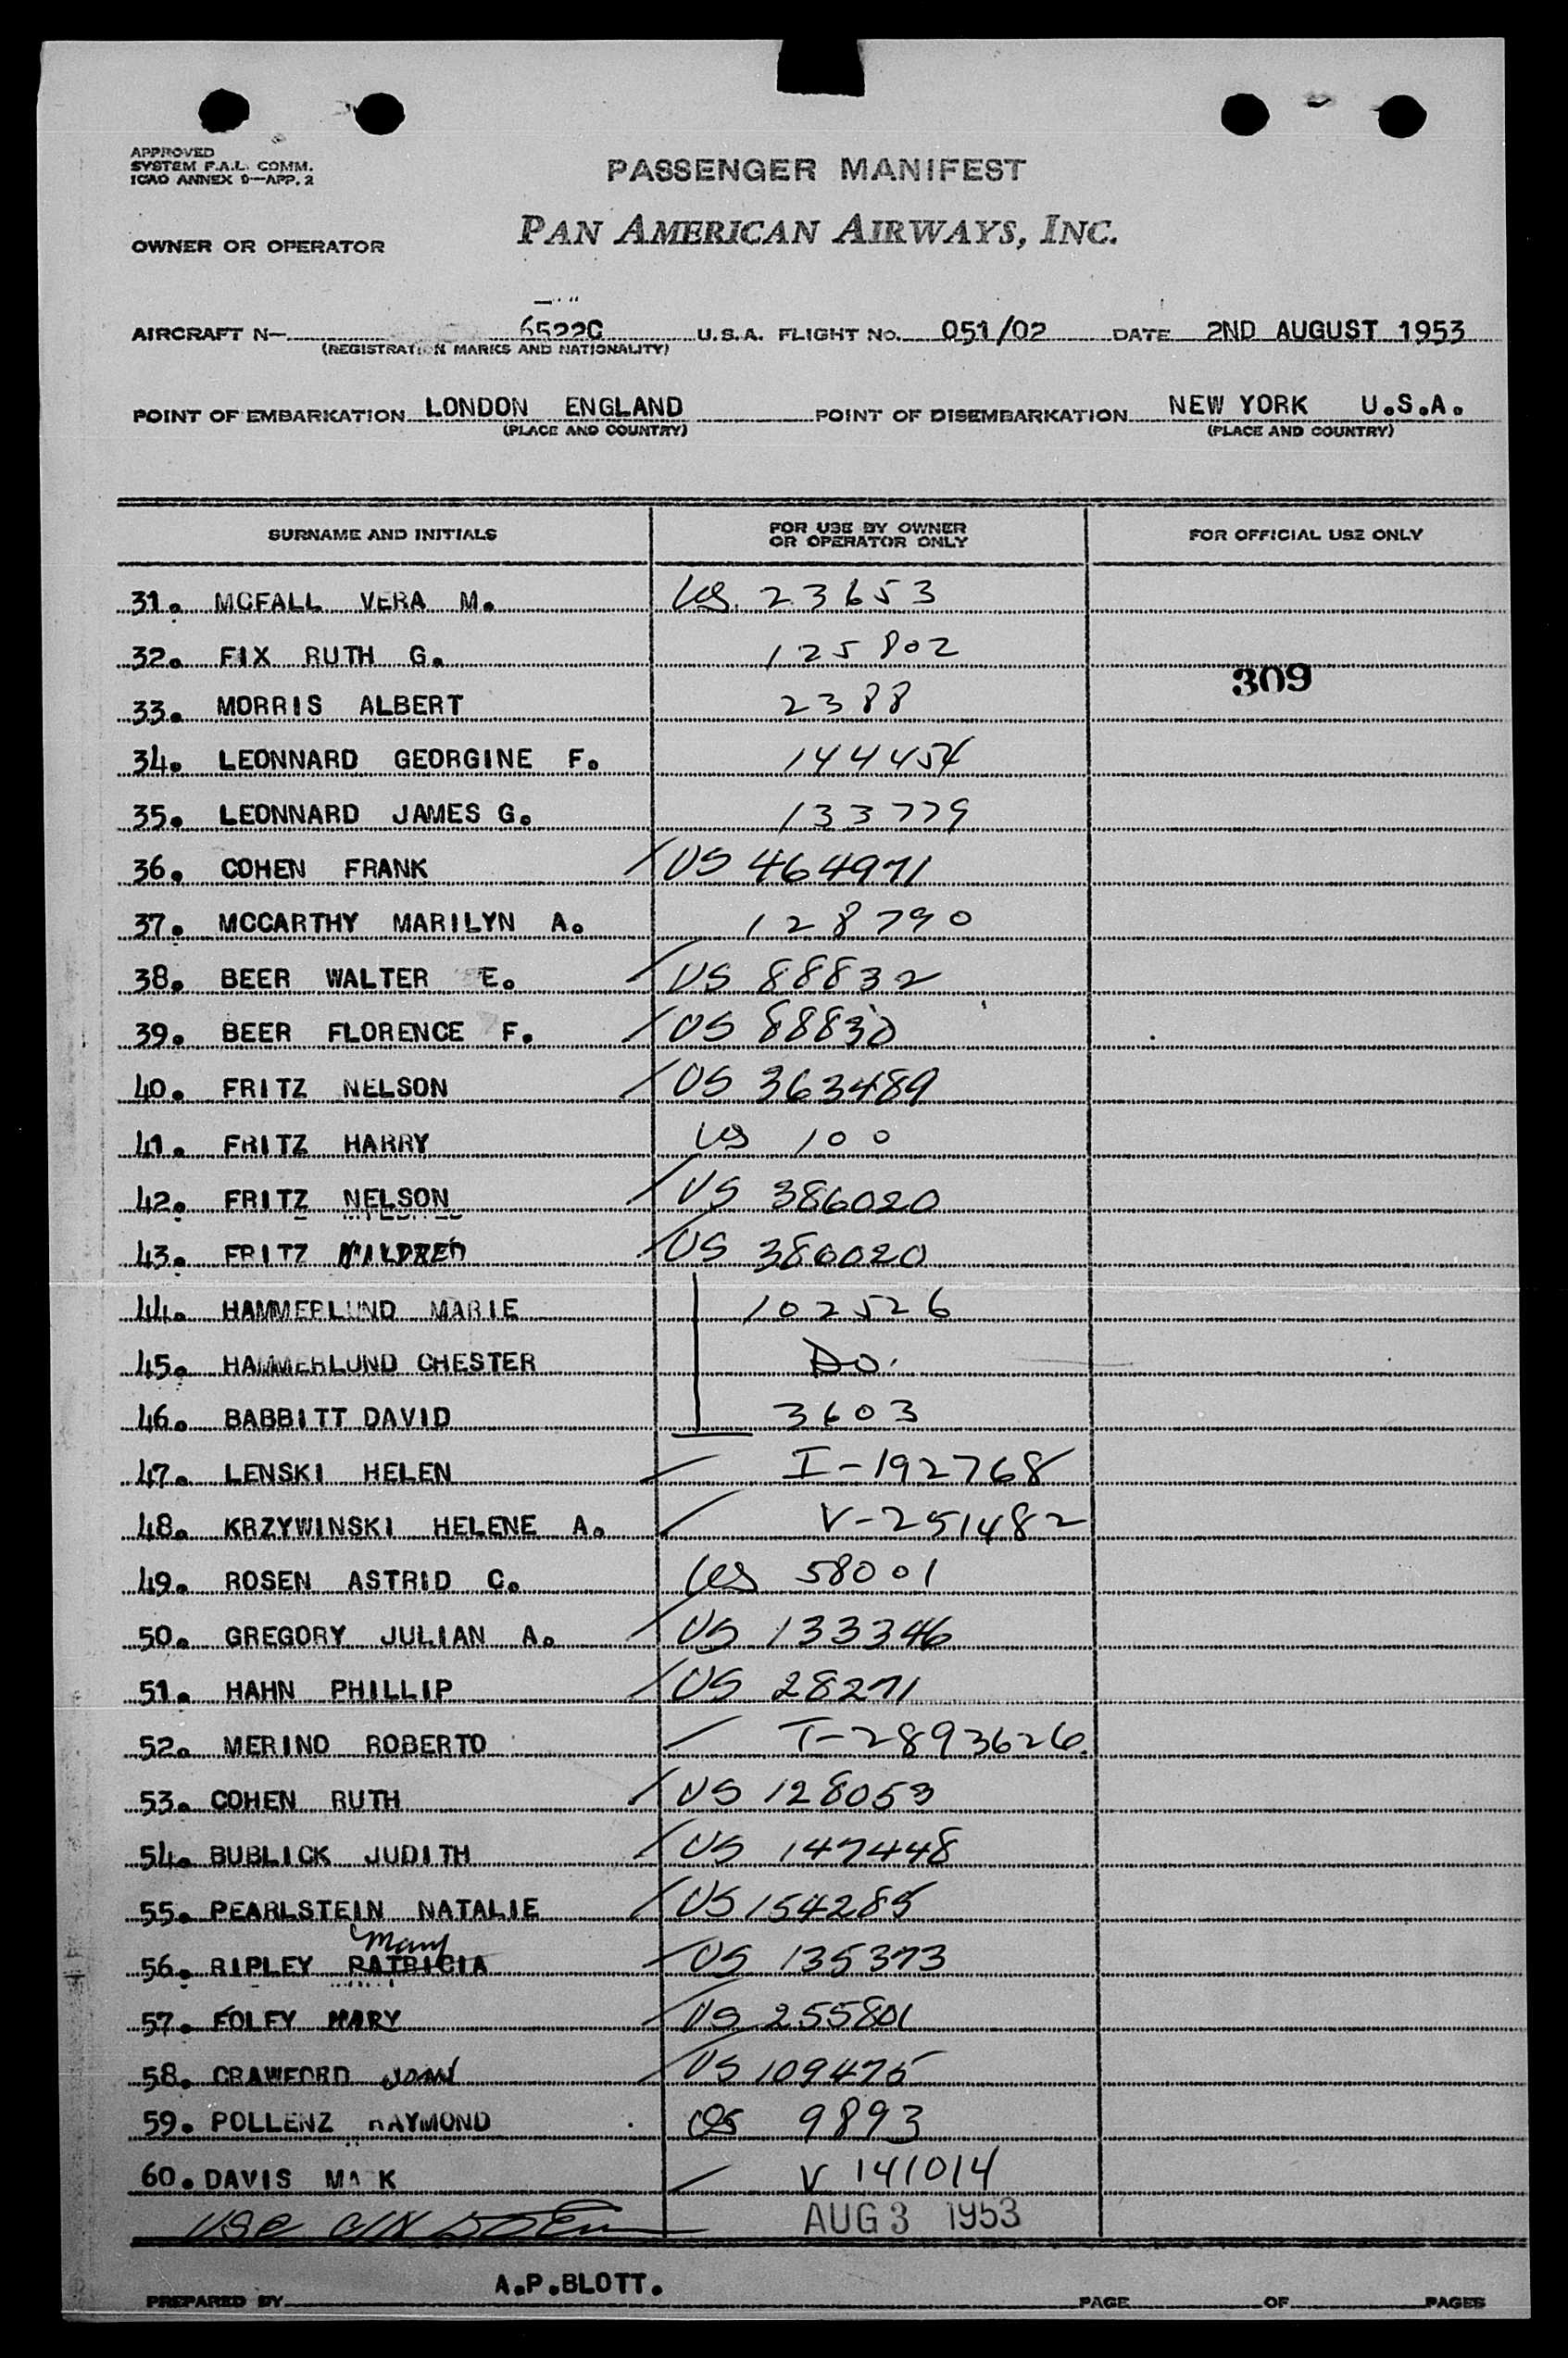 APPROVED
SYSTEM F.A.L. COMM.
ICAO ANNEX 9—APP. 2
PASSENGER MANIFEST
OWNER OR OPERATOR PAN AMERICAN AIRWAYS, INC.
AIRCRAFT N— 6522C U.S.A. FLIGHT NO. 051/02 DATE 2ND AUGUST 1953
(REGISTRATION MARKS AND NATIONALITY)
POINT OF EMBARKATION LONDON ENGLAND POINT OF DISEMBARKATION NEW YORK U.S.A.
(PLACE AND COUNTRY) (PLACE AND COUNTRY)
SURNAME AND INITIALS FOR USE BY OWNER OR OPERATOR ONLY FOR OFFICIAL USE ONLY
31. MCFALL VERA M. US 23653
32. FIX RUTH G. 125802
309
33. MORRIS ALBERT 2388
34. LEONNARD GEORGINE F. 144454
35. LEONNARD JAMES G. 133779
36. COHEN FRANK / US 464971
37. MCCARTHY MARILYN A. 128790
38. BEER WALTER E. / US 88832
39. BEER FLORENCE F. / US 88830
40. FRITZ NELSON / US 363489
41. FRITZ HARRY US 100
42. FRITZ NELSON / US 386020
43. FRITZ MILDRED / US 386020
44. HAMMERLUND MARIE 102526
45. HAMMERLUND CHESTER Do.
46. BABBITT DAVID 3603
47. LENSKI HELEN / I-192768
48. KRZYWINSKI HELENE A. / V-251482
49. ROSEN ASTRID C. US 58001
50. GREGORY JULIAN A. / US 133346
51. HAHN PHILLIP / US 28271
52. MERINO ROBERTO / T-2893626.
53. COHEN RUTH / US 128053
54. BUBLICK JUDITH / US 147448
55. PEARLSTEIN NATALIE / US 154285
Mary
56. RIPLEY PATRICIA / US 135373
57. FOLEY MARY / US 255801
58. CRAWFORD JOAN / US 109475
59. POLLENZ RAYMOND US 9893
60. DAVIS MARK / V 141014
AUG 3 1953
PREPARED BY A.P.BLOTT. PAGE OF PAGES